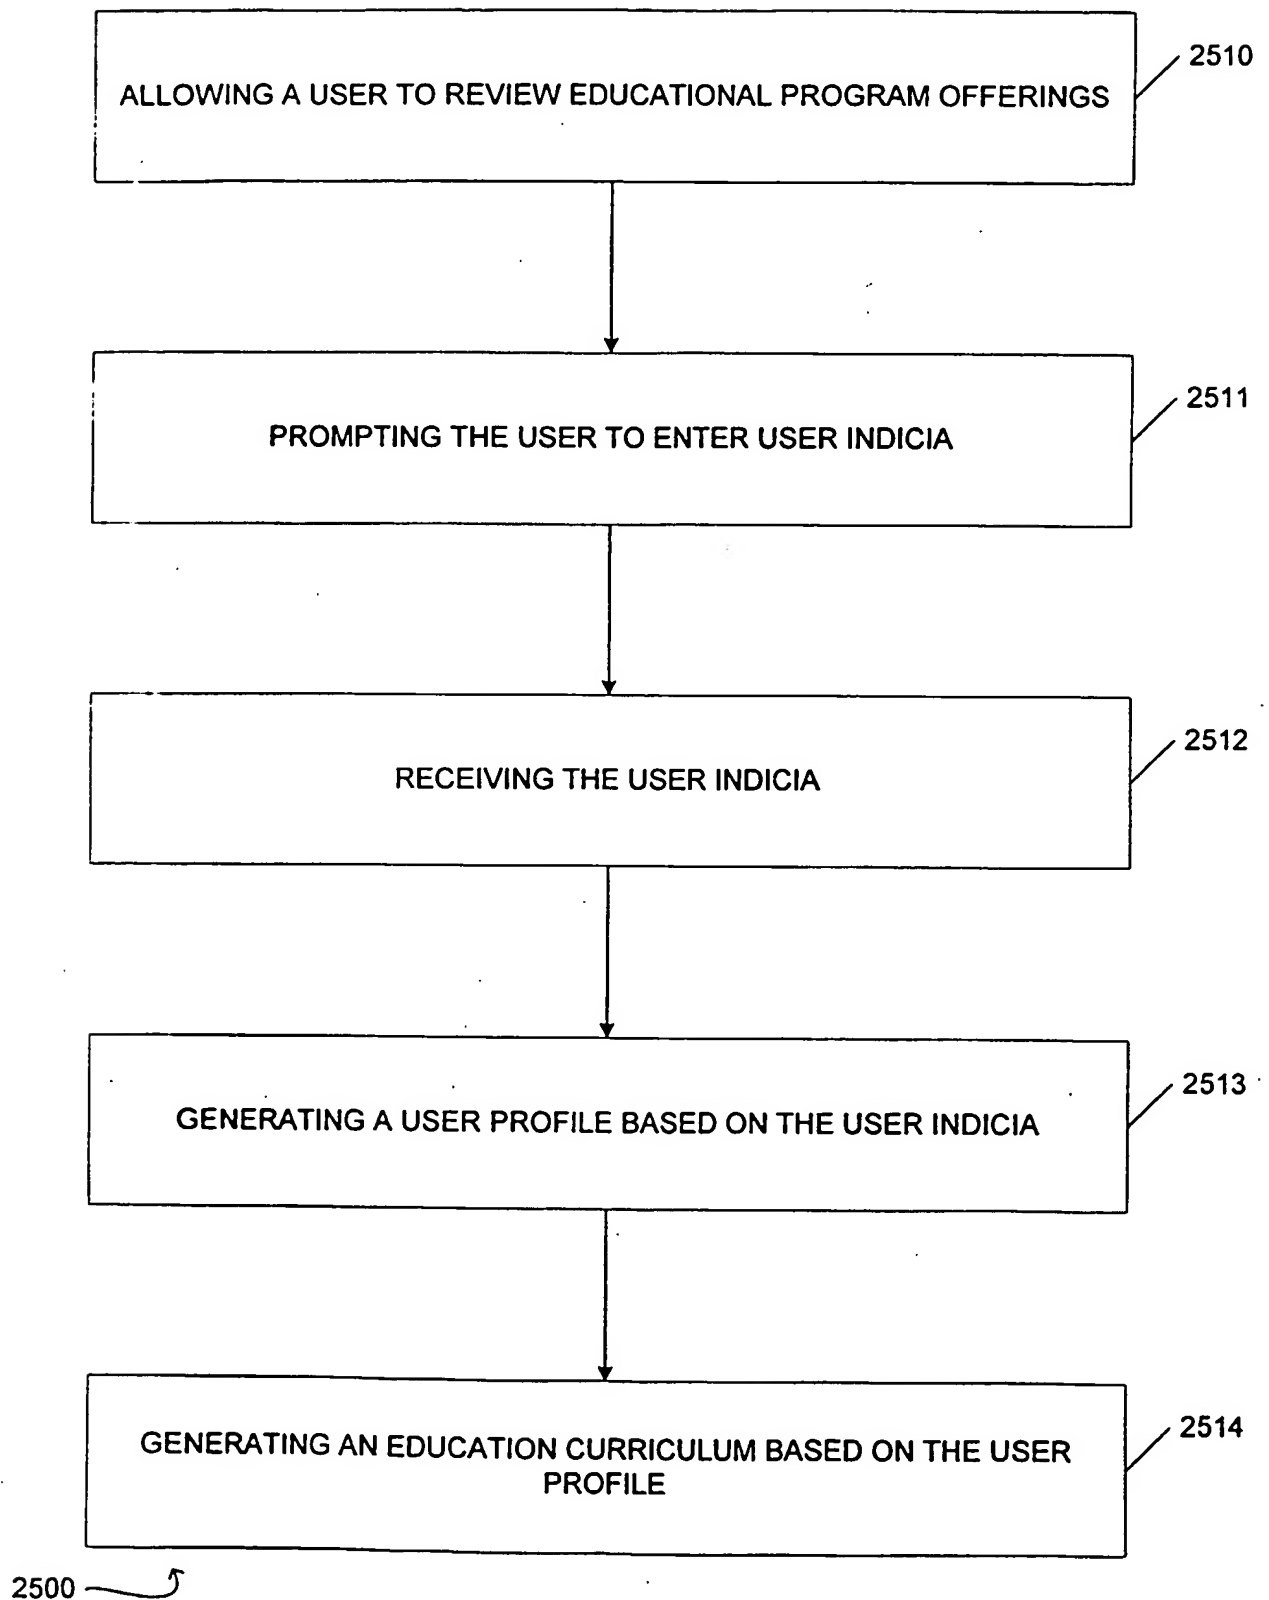 ALLOWING A USER TO REVIEW EDUCATIONAL PROGRAM OFFERINGS
2510
PROMPTING THE USER TO ENTER USER INDICIA
2511
RECEIVING THE USER INDICIA
2512
GENERATING A USER PROFILE BASED ON THE USER INDICIA
2513
GENERATING AN EDUCATION CURRICULUM BASED ON THE USER
PROFILE
2514
2500